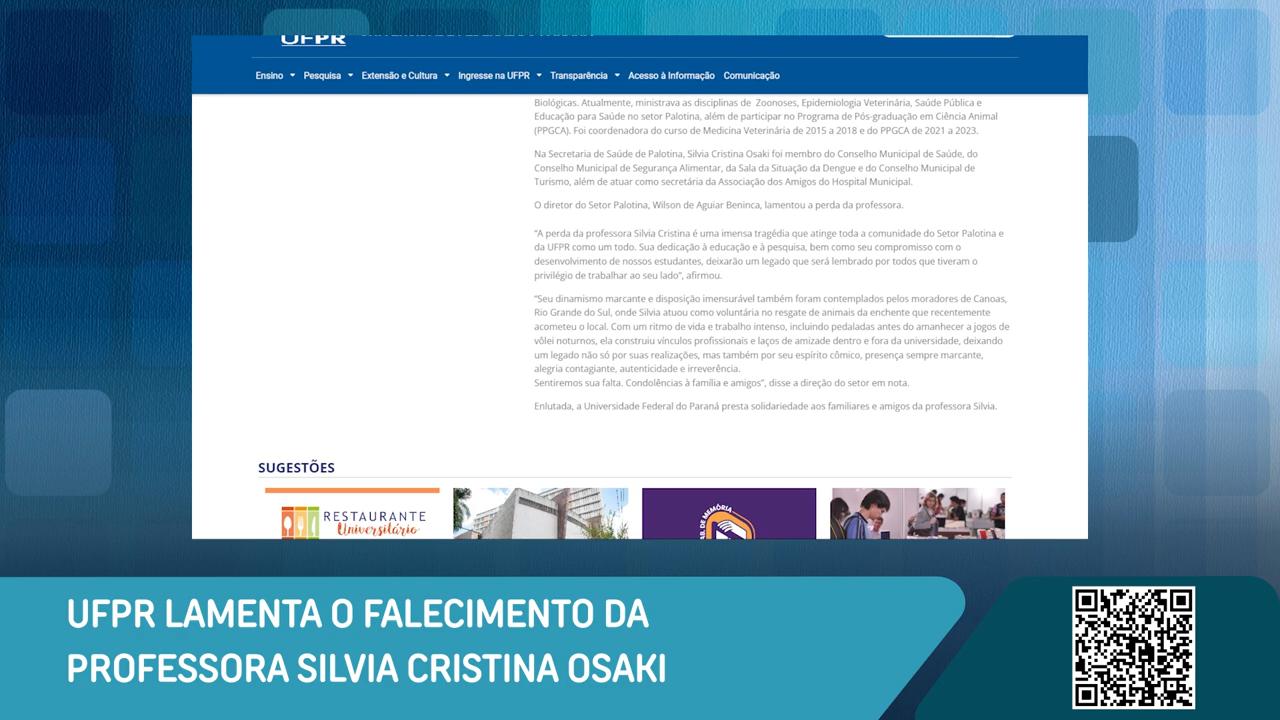 UFPR
Ensino
Pesquisa
Extensão e Cultura
Ingresse na UFPR
Transparência
Acesso à Informação
Comunicação
Biológicas. Atualmente, ministrava as disciplinas de Zoonoses, Epidemiologia Veterinária, Saúde Pública e
Educação para Saúde no setor Palotina, além de participar no Programa de Pós-graduação em Ciência Animal
(PPGCA). Foi coordenadora do curso de Medicina Veterinária de 2015 a 2018 e do PPGCA de 2021 a 2023.
Na Secretaria de Saúde de Palotina, Silvia Cristina Osaki foi membro do Conselho Municipal de Saúde, do
Conselho Municipal de Segurança Alimentar, da Sala da Situação da Dengue e do Conselho Municipal de
Turismo, além de atuar como secretária da Associação dos Amigos do Hospital Municipal.
O diretor do Setor Palotina, Wilson de Aguiar Beninca, lamentou a perda da professora.
“A perda da professora Silvia Cristina é uma imensa tragédia que atinge toda a comunidade do Setor Palotina e
da UFPR como um todo. Sua dedicação à educação e à pesquisa, bem como seu compromisso com o
desenvolvimento de nossos estudantes, deixarão um legado que será lembrado por todos que tiveram o
privilégio de trabalhar ao seu lado”, afirmou.
“Seu dinamismo marcante e disposição imensurável também foram contemplados pelos moradores de Canoas,
Rio Grande do Sul, onde Silvia atuou como voluntária no resgate de animais da enchente que recentemente
acometeu o local. Com um ritmo de vida e trabalho intenso, incluindo pedaladas antes do amanhecer a jogos de
vôlei noturnos, ela construiu vínculos profissionais e laços de amizade dentro e fora da universidade, deixando
um legado não só por suas realizações, mas também por seu espírito cômico, presença sempre marcante,
alegria contagiante, autenticidade e irreverência.
Sentiremos sua falta. Condolências à família e amigos”, disse a direção do setor em nota.
Enlutada, a Universidade Federal do Paraná presta solidariedade aos familiares e amigos da professora Silvia.
SUGESTÕES
RESTAURANTE
Universitário
DE MEMÓRIA
UFPR LAMENTA O FALECIMENTO DA
PROFESSORA SILVIA CRISTINA OSAKI